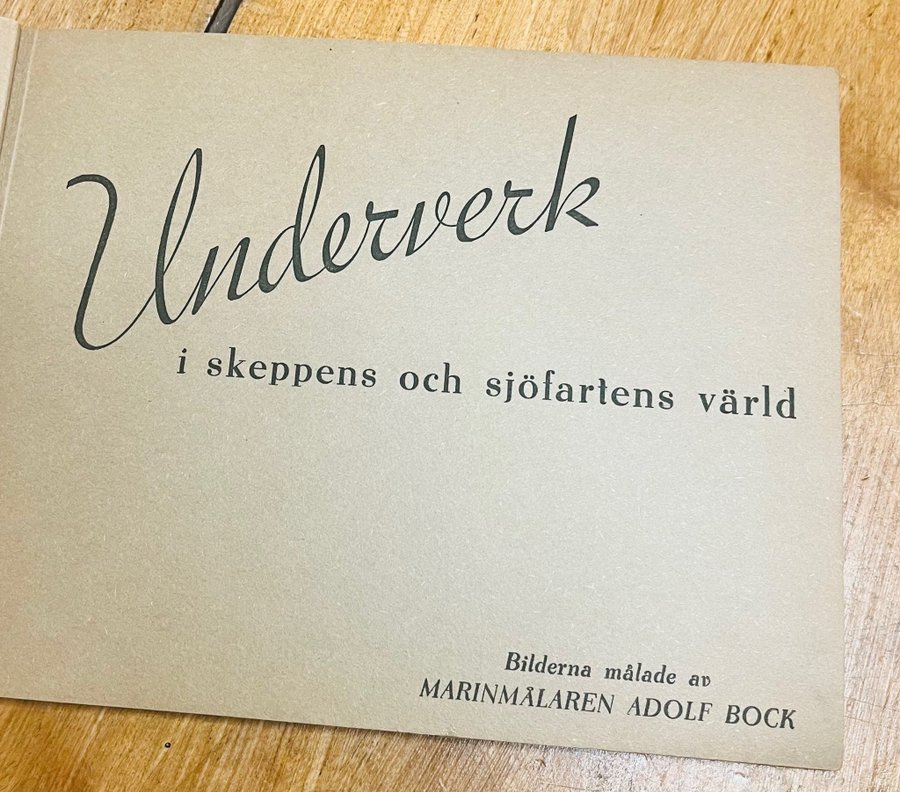 Underverk
i skeppens och sjöfartens värld
Bilderna målade av
MARINMÅLAREN ADOLF BOCK